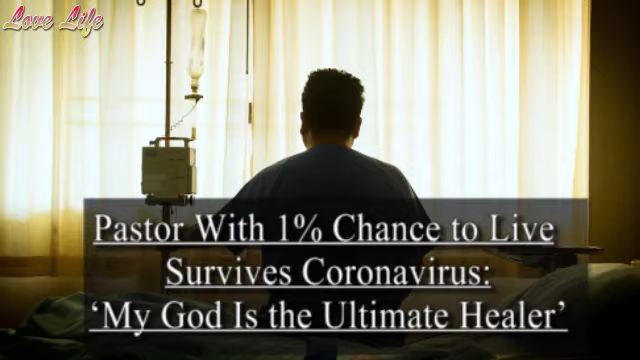 Love Life
Pastor With 1% Chance to Live
Survives Coronavirus:
‘My God Is the Ultimate Healer’